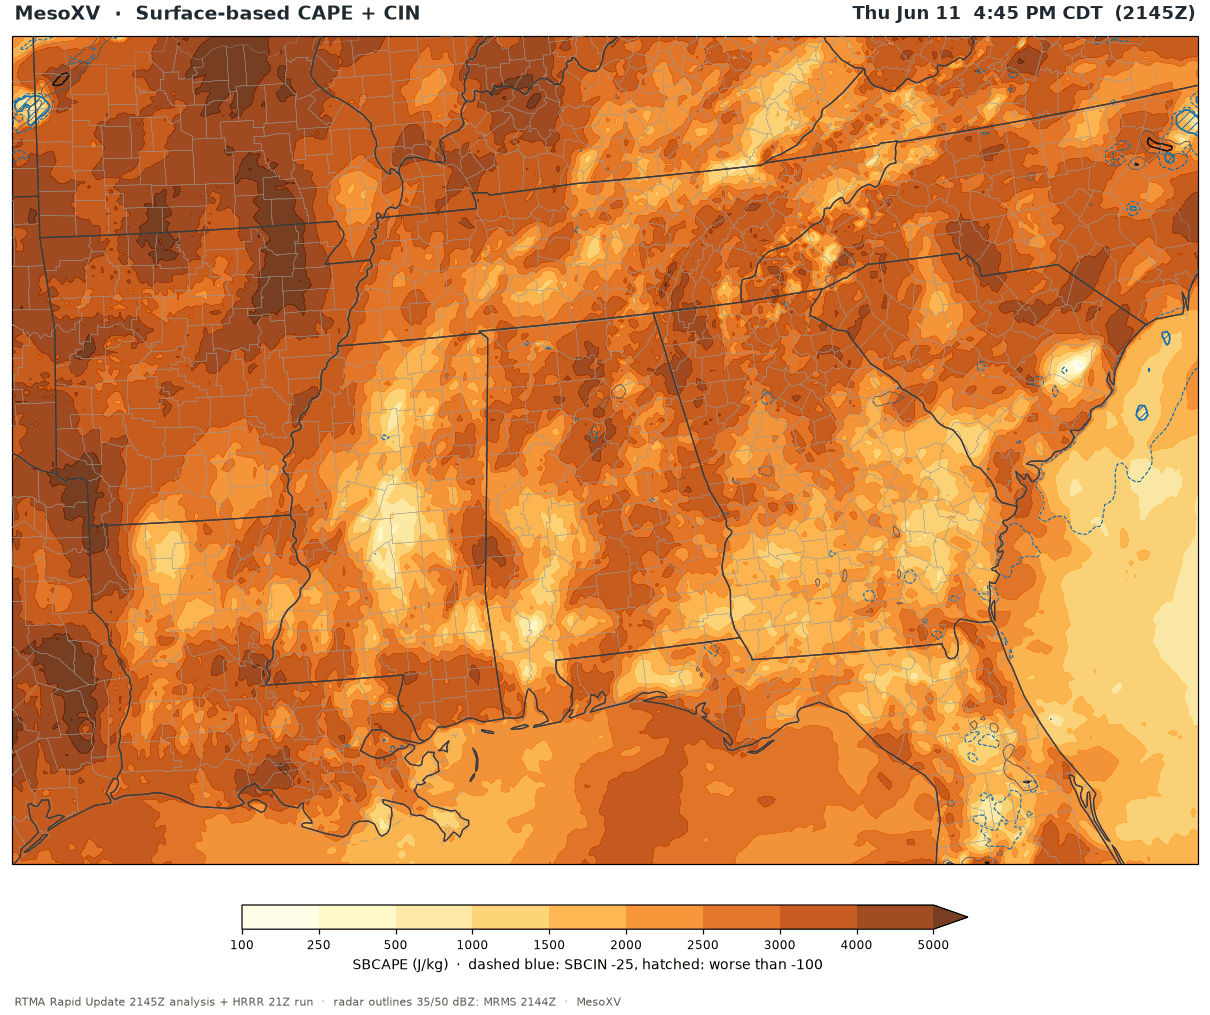 MesoXV · Surface-based CAPE + CIN
Thu Jun 11 4:45 PM CDT (2145Z)
100 250 500 1000 1500 2000 2500 3000 4000 5000
SBCAPE (J/kg) · dashed blue: SBCIN -25, hatched: worse than -100
RTMA Rapid Update 2145Z analysis + HRRR 21Z run · radar outlines 35/50 dBZ: MRMS 2144Z · MesoXV